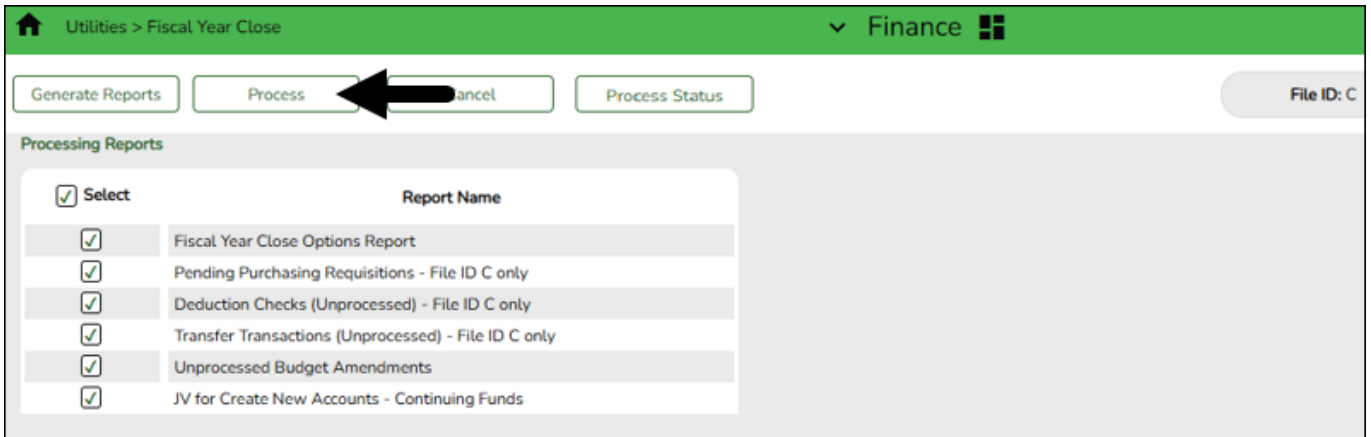 Utilities > Fiscal Year Close
Finance
Generate Reports Process ancel Process Status File ID: C
Processing Reports
Select Report Name
Fiscal Year Close Options Report
Pending Purchasing Requisitions - File ID C only
Deduction Checks (Unprocessed) - File ID C only
Transfer Transactions (Unprocessed) - File ID C only
Unprocessed Budget Amendments
JV for Create New Accounts - Continuing Funds